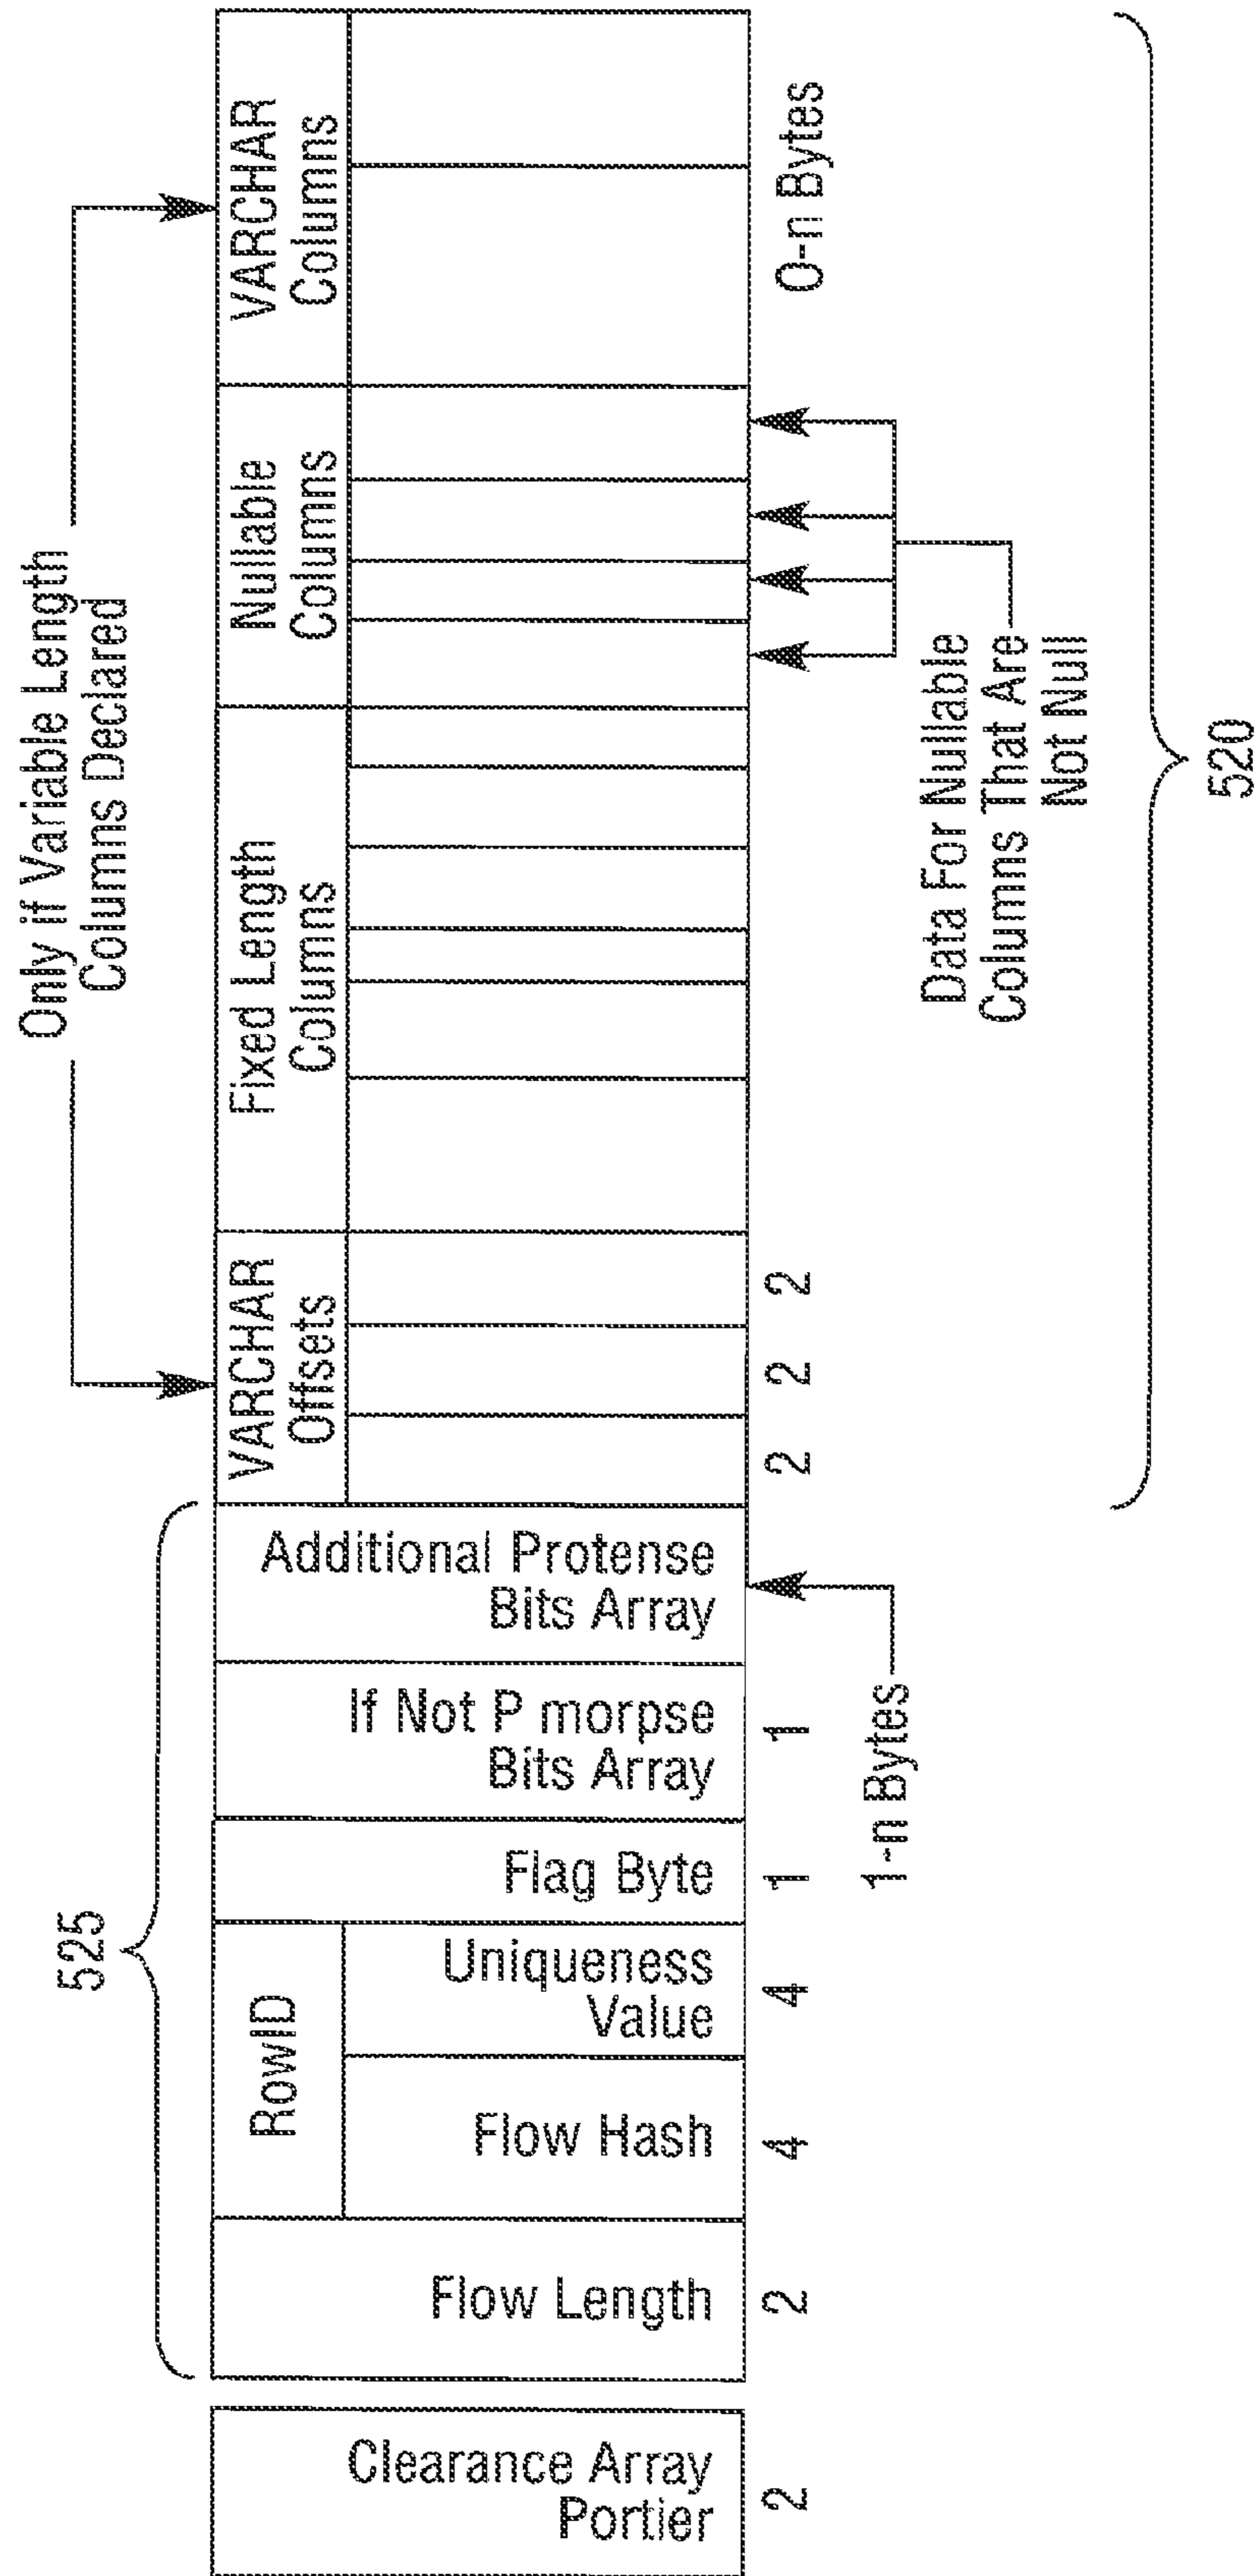 Only if Variable Length
Columns Declared
525
Clearance Array
Portier
Flow Length
RowID
Flow Hash
Uniqueness
Value
Flag Byte
If Not P morpse
Bits Array
Additional Protense
Bits Array
VARCHAR
Offsets
Fixed Length
Columns
Nullable
Columns
VARCHAR
Columns
2
2
4
4
1
1
2
2
2
0-n Bytes
1-n Bytes
Data For Nullable
Columns That Are
Not Null
520